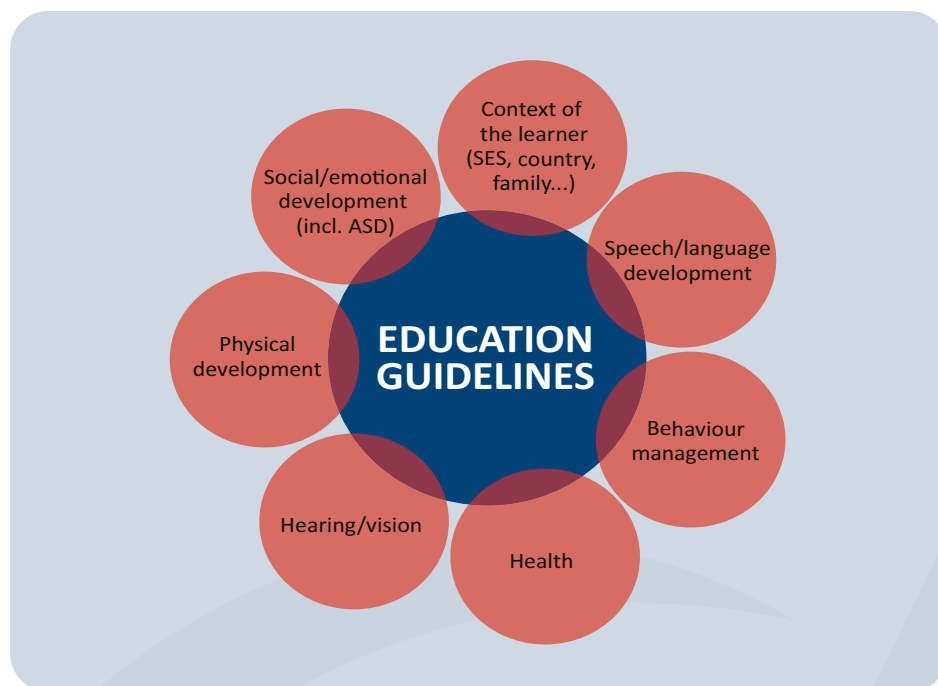 Context of
the learner
(SES, country,
family...)
Social/emotional
development
(incl. ASD)
Speech/language
development
EDUCATION
GUIDELINES
Physical
development
Behaviour
management
Hearing/vision
Health